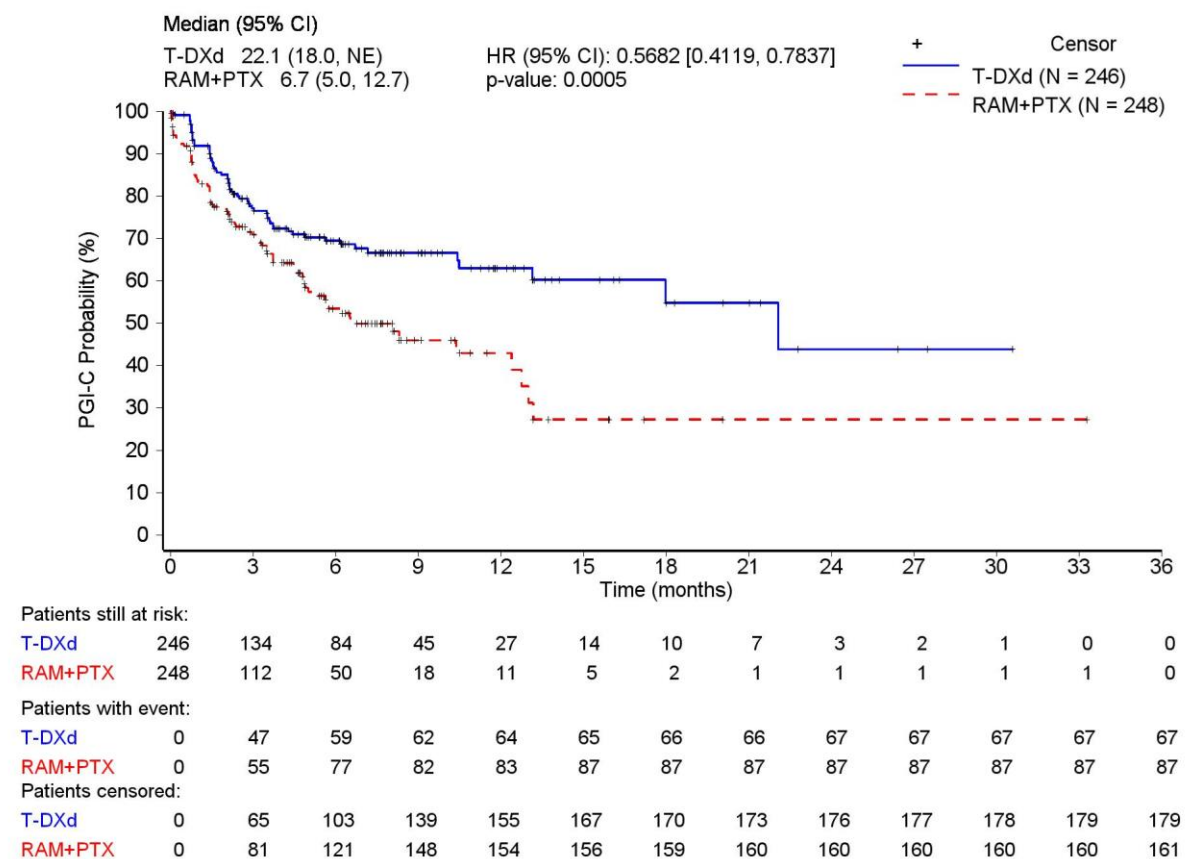 Median (95% CI)
T-DXd 22.1 (18.0, NE)
RAM+PTX 6.7 (5.0, 12.7)
HR (95% CI): 0.5682 [0.4119, 0.7837]
p-value: 0.0005
+ Censor
T-DXd (N = 246)
RAM+PTX (N = 248)
PGI-C Probability (%)
100
90
80
70
60
50
40
30
20
10
0
0 3 6 9 12 15 18 21 24 27 30 33 36
Time (months)
Patients still at risk:
T-DXd 246 134 84 45 27 14 10 7 3 2 1 0 0
RAM+PTX 248 112 50 18 11 5 2 1 1 1 1 1 0
Patients with event:
T-DXd 0 47 59 62 64 65 66 66 67 67 67 67 67
RAM+PTX 0 55 77 82 83 87 87 87 87 87 87 87 87
Patients censored:
T-DXd 0 65 103 139 155 167 170 173 176 177 178 179 179
RAM+PTX 0 81 121 148 154 156 159 160 160 160 160 160 161